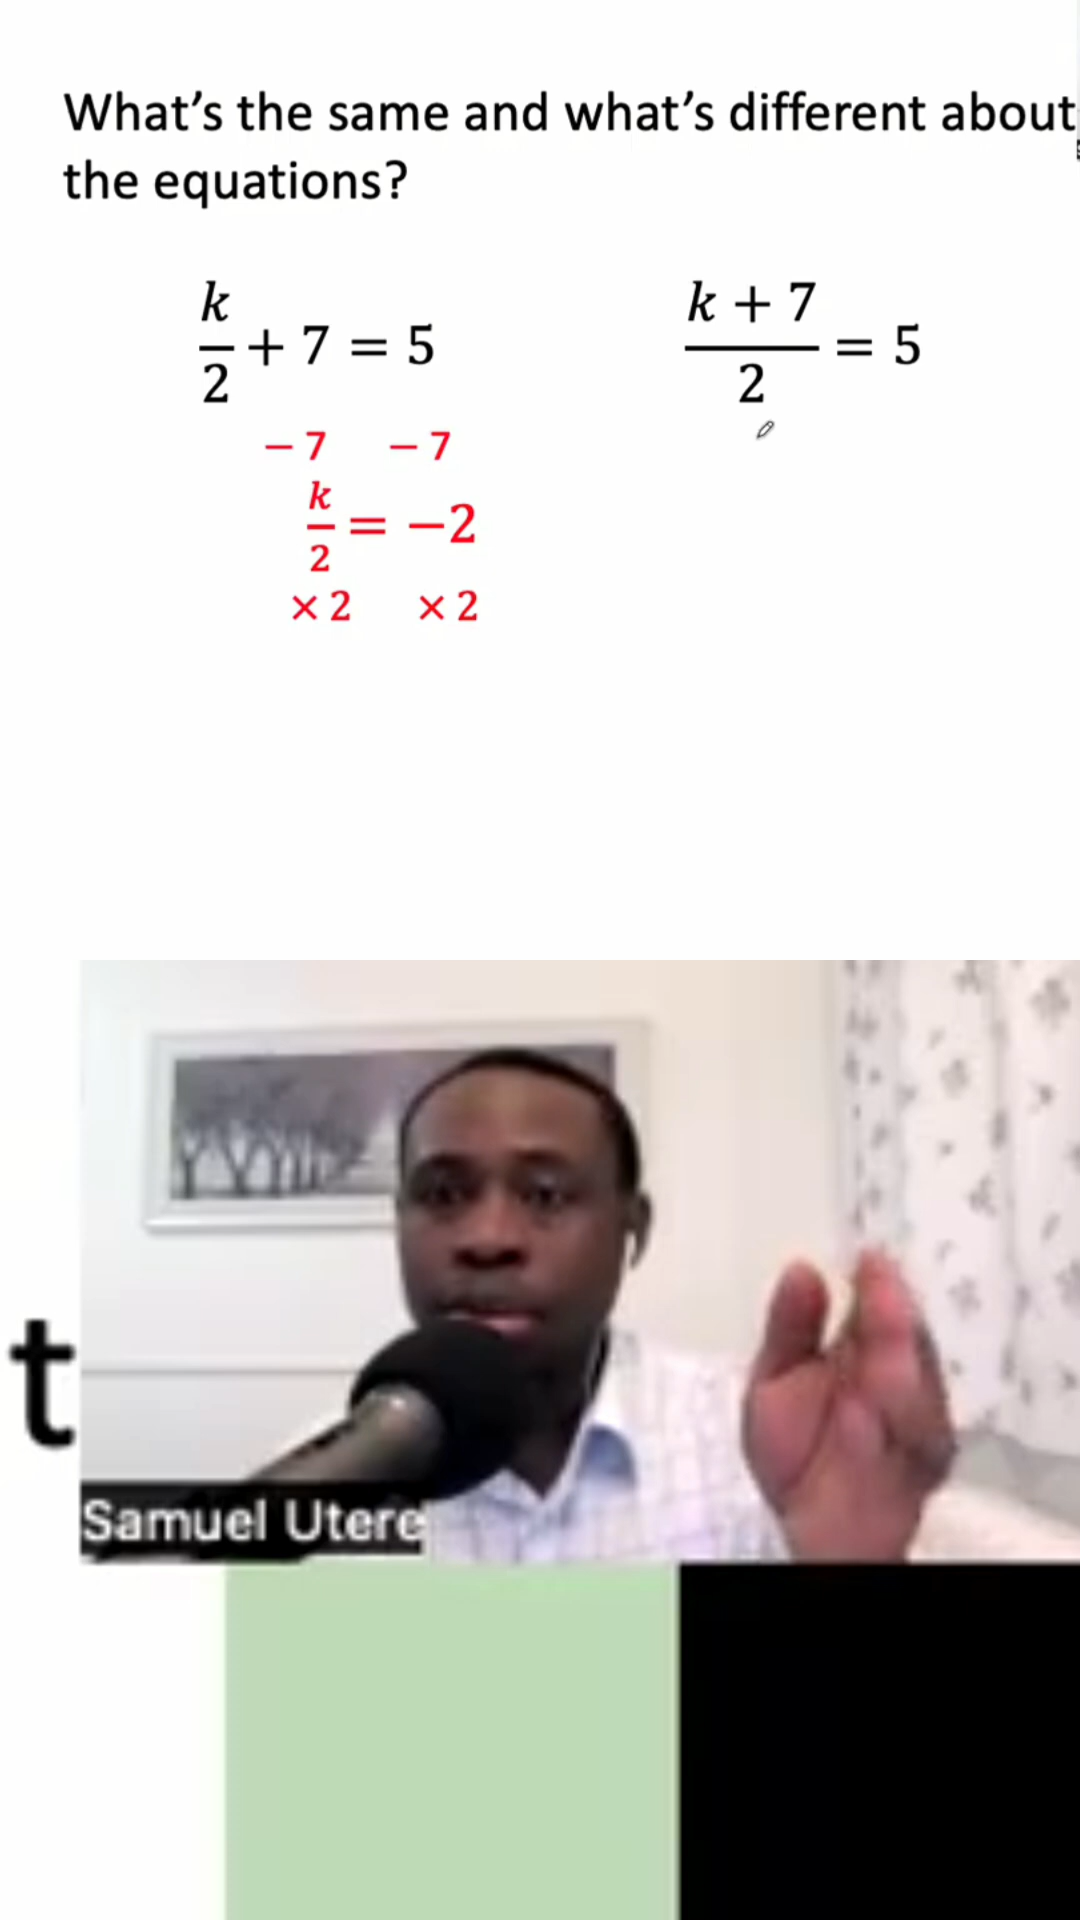 What's the same and what's different about
the equations?
k/2 + 7 = 5
(k + 7)/2 = 5
− 7 − 7
k/2 = −2
× 2 × 2
t
Samuel Utere